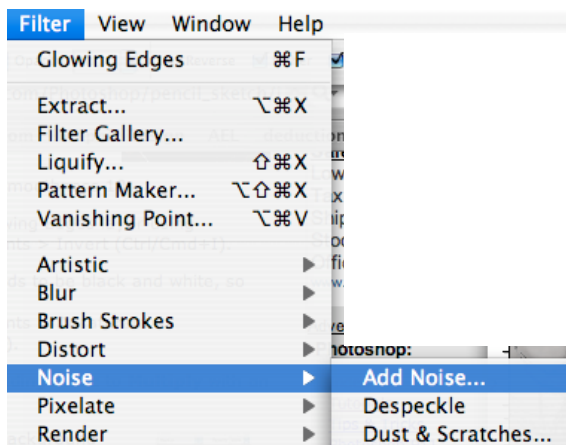 Filter View Window Help
Glowing Edges ⌘F
Extract... ⌥⌘X
Filter Gallery...
Liquify... ⇧⌘X
Pattern Maker... ⌥⇧⌘X
Vanishing Point... ⌥⌘V
Artistic
Blur
Brush Strokes
Distort
hotoshop:
Noise Add Noise...
Pixelate Despeckle
Render Dust & Scratches...